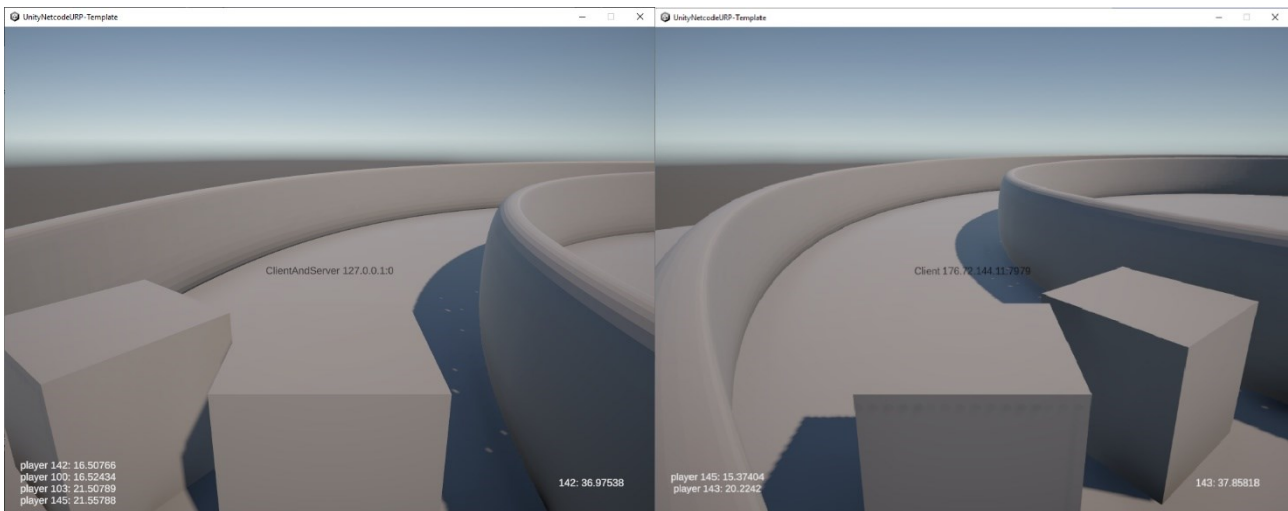 UnityNetcodeURP-Template
ClientAndServer 127.0.0.1:0
player 142: 16.50766
player 100: 16.52434
player 103: 21.50789
player 145: 21.55788
142: 36.97538
UnityNetcodeURP-Template
Client 176.72.144.11:7979
player 145: 15.37404
player 143: 20.2242
143: 37.85818